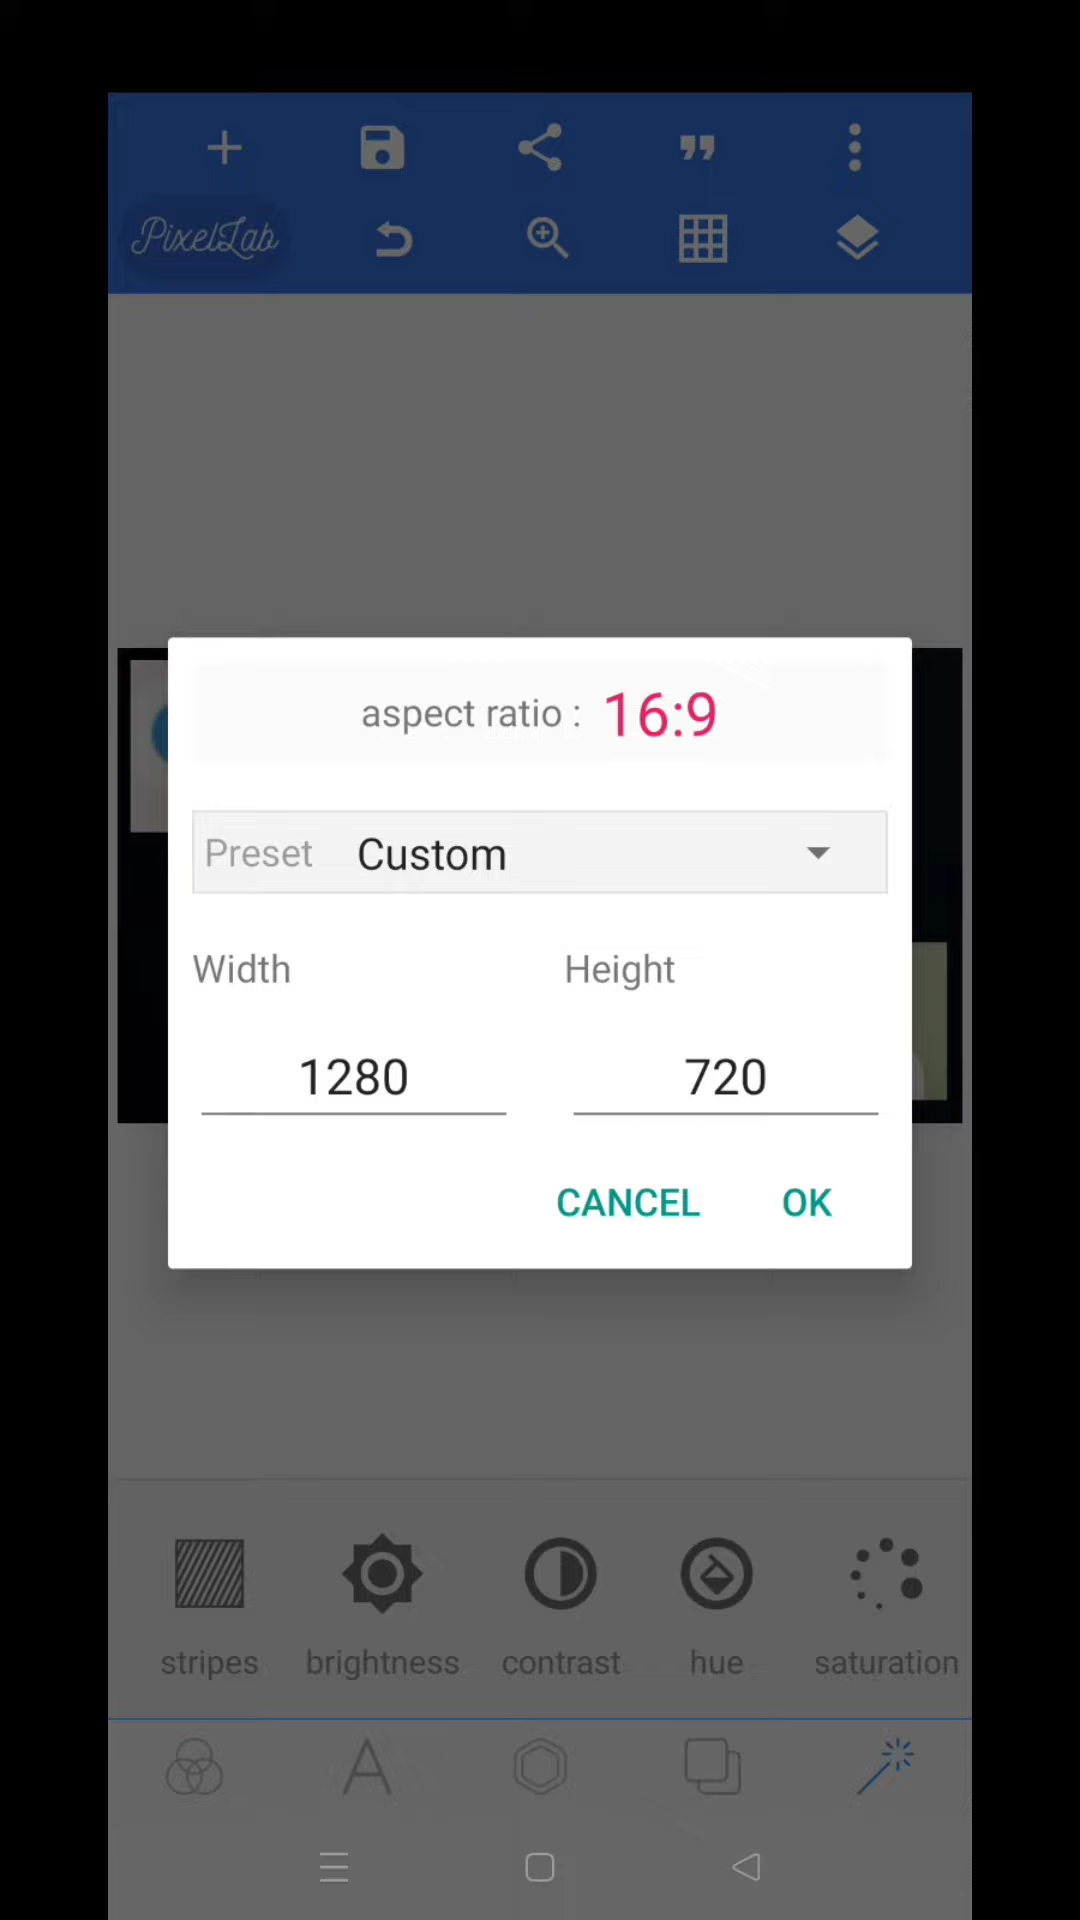 PixelLab
aspect ratio : 16:9
Preset Custom
Width Height
1280 720
CANCEL OK
stripes brightness contrast hue saturation